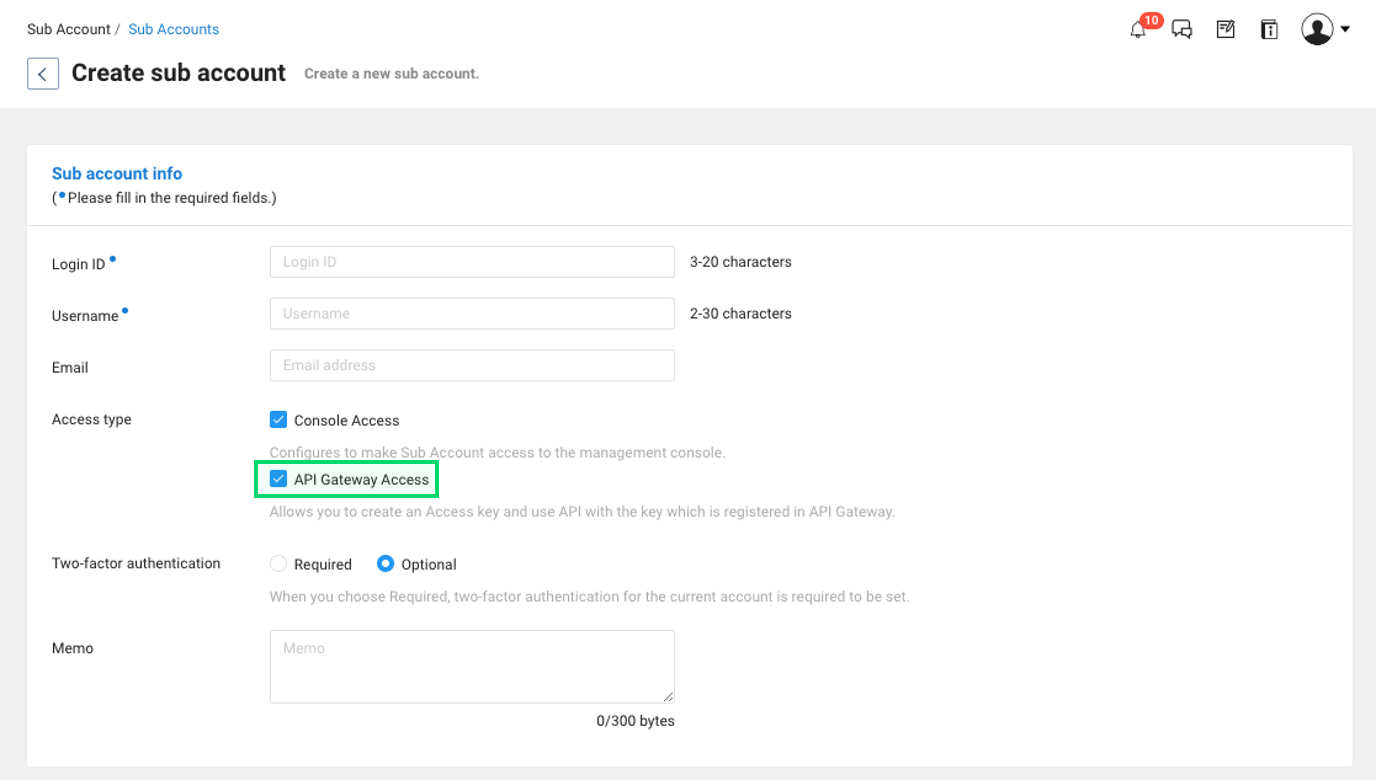 Sub Account / Sub Accounts
10
Create sub account
Create a new sub account.
Sub account info
(•Please fill in the required fields.)
Login ID •
Login ID
3-20 characters
Username •
Username
2-30 characters
Email
Email address
Access type
Console Access
Configures to make Sub Account access to the management console.
API Gateway Access
Allows you to create an Access key and use API with the key which is registered in API Gateway.
Two-factor authentication
Required
Optional
When you choose Required, two-factor authentication for the current account is required to be set.
Memo
Memo
0/300 bytes